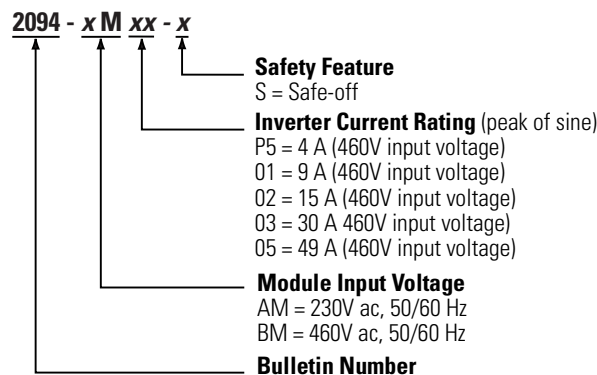 2094 - x M xx - x
Safety Feature
S = Safe-off
Inverter Current Rating (peak of sine)
P5 = 4 A (460V input voltage)
01 = 9 A (460V input voltage)
02 = 15 A (460V input voltage)
03 = 30 A 460V input voltage)
05 = 49 A (460V input voltage)
Module Input Voltage
AM = 230V ac, 50/60 Hz
BM = 460V ac, 50/60 Hz
Bulletin Number